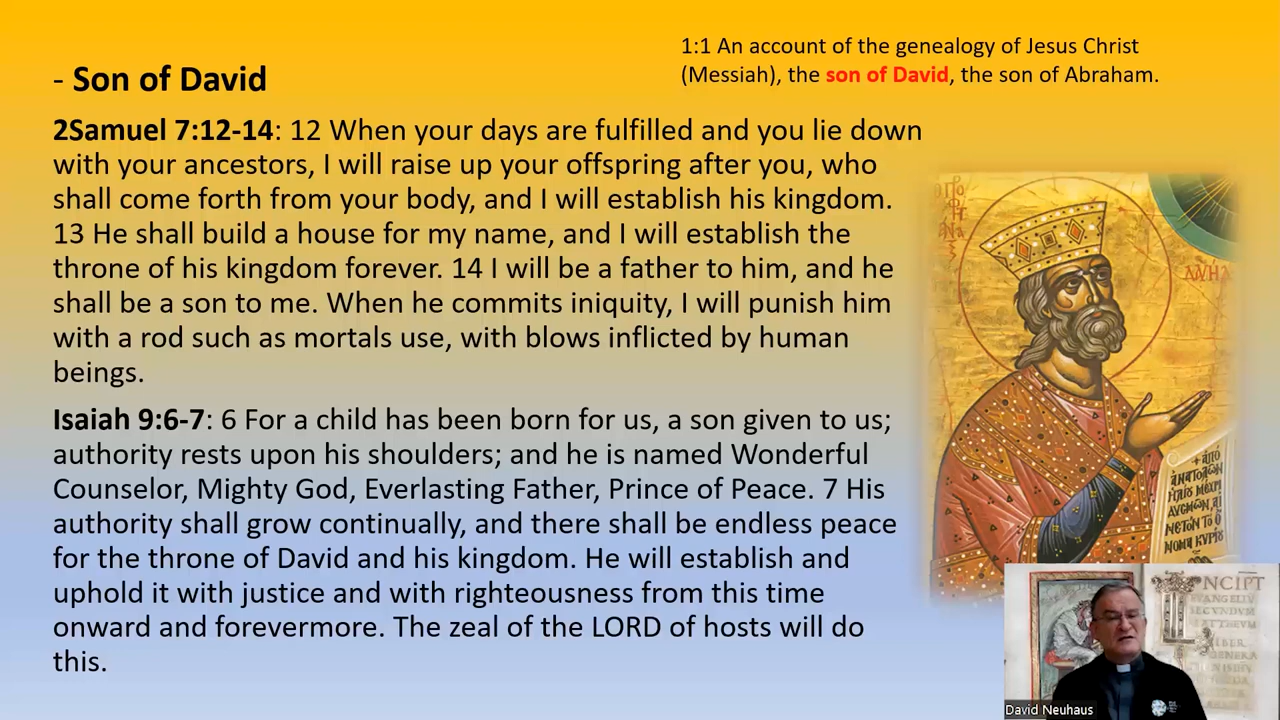 1:1 An account of the genealogy of Jesus Christ
(Messiah), the son of David, the son of Abraham.
- Son of David
2Samuel 7:12-14: 12 When your days are fulfilled and you lie down
with your ancestors, I will raise up your offspring after you, who
shall come forth from your body, and I will establish his kingdom.
13 He shall build a house for my name, and I will establish the
throne of his kingdom forever. 14 I will be a father to him, and he
shall be a son to me. When he commits iniquity, I will punish him
with a rod such as mortals use, with blows inflicted by human
beings.
Isaiah 9:6-7: 6 For a child has been born for us, a son given to us;
authority rests upon his shoulders; and he is named Wonderful
Counselor, Mighty God, Everlasting Father, Prince of Peace. 7 His
authority shall grow continually, and there shall be endless peace
for the throne of David and his kingdom. He will establish and
uphold it with justice and with righteousness from this time
onward and forevermore. The zeal of the LORD of hosts will do
this.
NCIPT
David Neuhaus